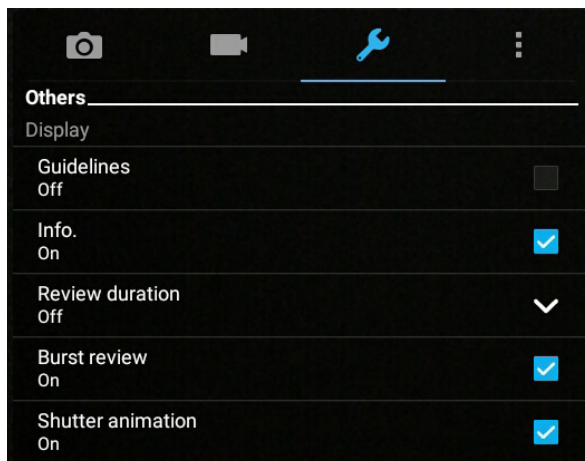 Others
Display
Guidelines
Off
Info.
On
Review duration
Off
Burst review
On
Shutter animation
On